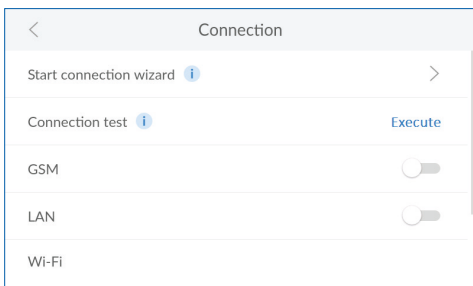 Connection
Start connection wizard i
Connection test i Execute
GSM
LAN
Wi-Fi